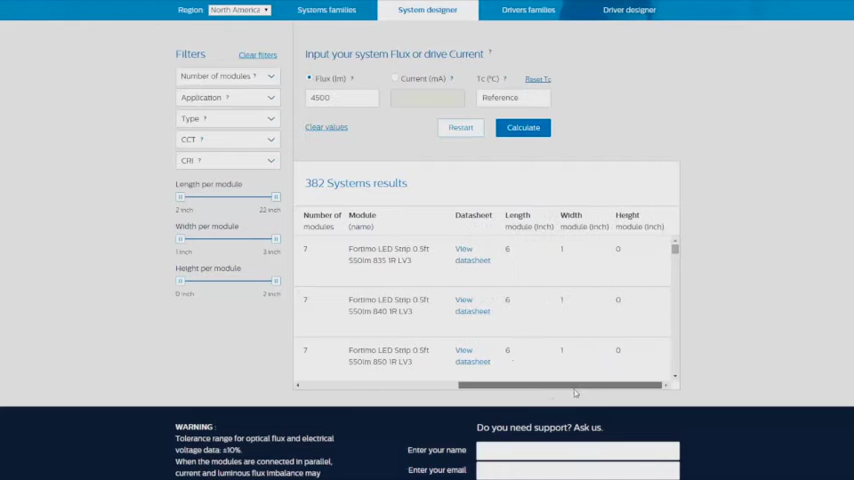 Region: North America
Systems families
System designer
Drivers families
Driver designer
Filters
Clear filters
Number of modules ?
Application ?
Type ?
CCT ?
CRI ?
Length per module
2 inch
22 inch
Width per module
1 inch
3 inch
Height per module
0 inch
2 inch
Input your system Flux or drive Current ?
Flux (lm) ?
Current (mA) ?
Tc (°C) ?
Reset Tc
4500
Reference
Clear values
Restart
Calculate
382 Systems results
Number of modules
Module (name)
Datasheet
Length module (inch)
Width module (inch)
Height module (inch)
7
Fortimo LED Strip 0.5ft
550lm 835 1R LV3
View datasheet
6
1
0
7
Fortimo LED Strip 0.5ft
550lm 840 1R LV3
View datasheet
6
1
0
7
Fortimo LED Strip 0.5ft
550lm 850 1R LV3
View datasheet
6
1
0
WARNING :
Tolerance range for optical flux and electrical
voltage data: ±10%.
When the modules are connected in parallel,
current and luminous flux imbalance may
Do you need support? Ask us.
Enter your name
Enter your email